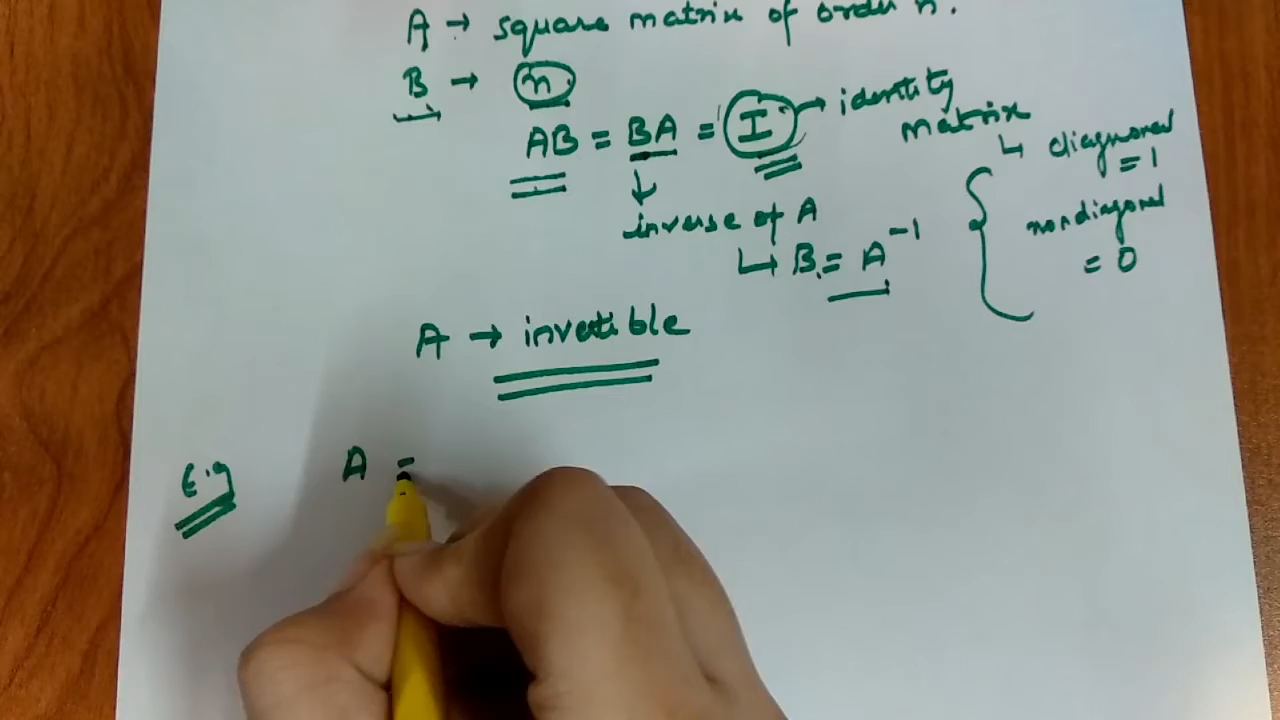 A → square matrix of order n.
B → n
AB = BA = I → identity matrix
↳ diagonal = 1
nondiagonal = 0
↓
inverse of A
↳ B = A⁻¹
A → invertible
E.g A =